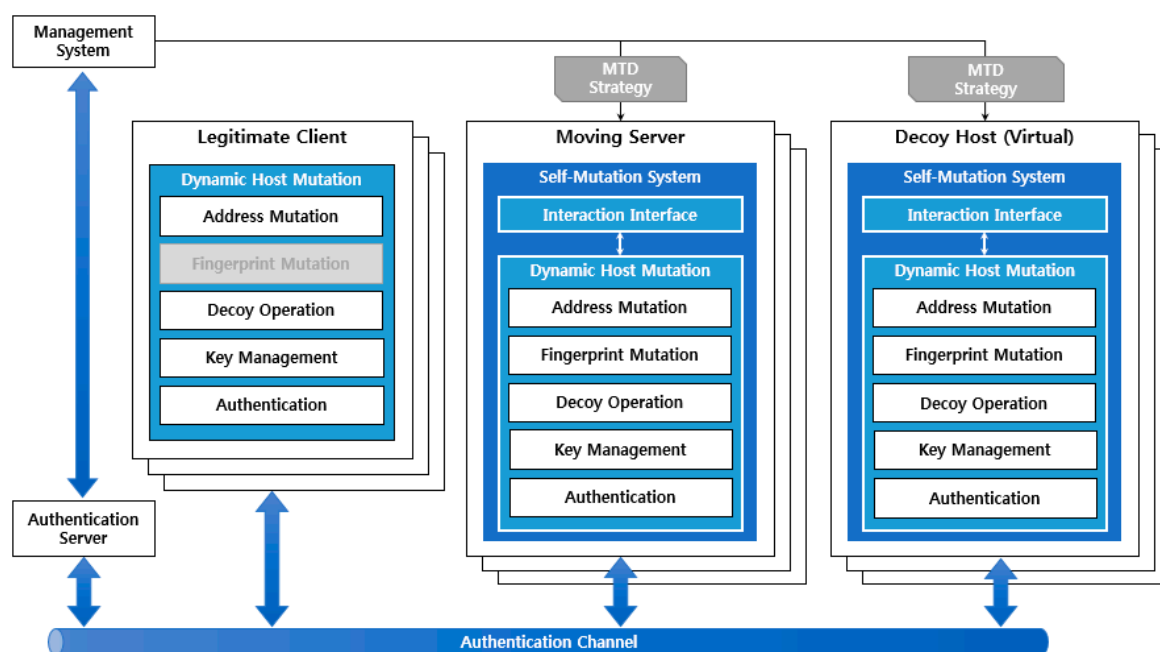 Management
System
MTD
Strategy
MTD
Strategy
Legitimate Client
Dynamic Host Mutation
Address Mutation
Fingerprint Mutation
Decoy Operation
Key Management
Authentication
Moving Server
Self-Mutation System
Interaction Interface
Dynamic Host Mutation
Address Mutation
Fingerprint Mutation
Decoy Operation
Key Management
Authentication
Decoy Host (Virtual)
Self-Mutation System
Interaction Interface
Dynamic Host Mutation
Address Mutation
Fingerprint Mutation
Decoy Operation
Key Management
Authentication
Authentication
Server
Authentication Channel